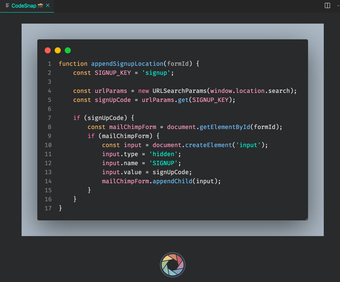 CodeSnap 📸 ×
1 function appendSignupLocation(formId) {
2 const SIGNUP_KEY = 'signup';
3
4 const urlParams = new URLSearchParams(window.location.search);
5 const signUpCode = urlParams.get(SIGNUP_KEY);
6
7 if (signUpCode) {
8 const mailChimpForm = document.getElementById(formId);
9 if (mailChimpForm) {
10 const input = document.createElement('input');
11 input.type = 'hidden';
12 input.name = 'SIGNUP';
13 input.value = signUpCode;
14 mailChimpForm.appendChild(input);
15 }
16 }
17 }